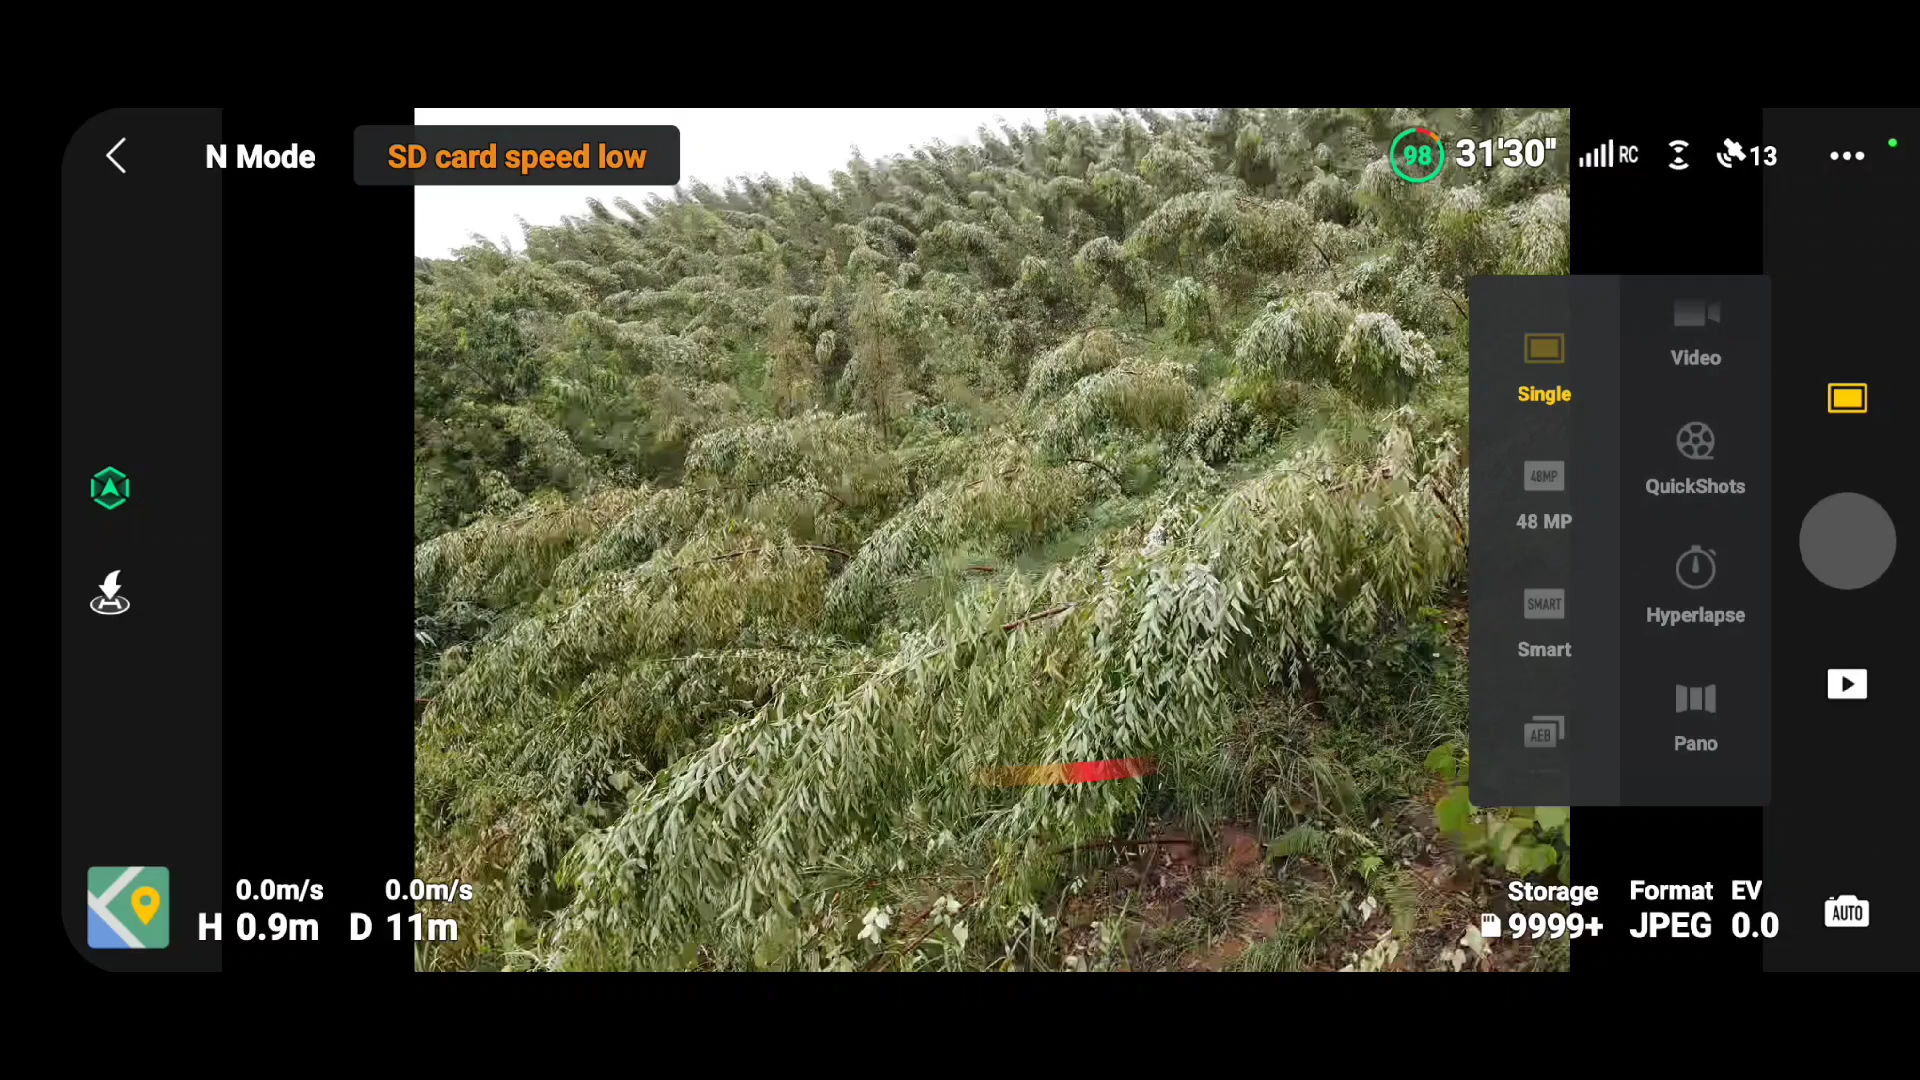 N Mode
SD card speed low
98
31'30"
RC
13
Single
48MP
48 MP
SMART
Smart
AEB
Video
QuickShots
Hyperlapse
Pano
0.0m/s
0.0m/s
H 0.9m
D 11m
Storage
9999+
Format
JPEG
EV
0.0
AUTO